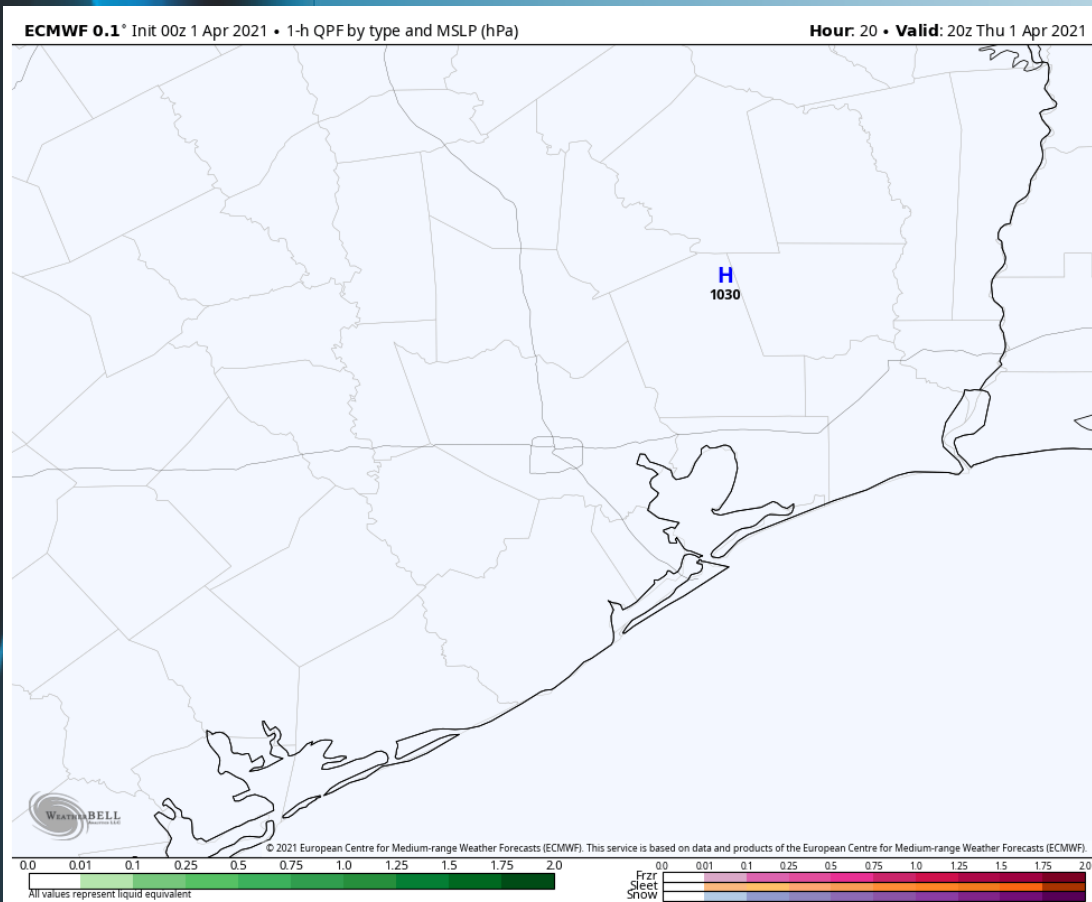 ECMWF 0.1° Init 00z 1 Apr 2021 • 1-h QPF by type and MSLP (hPa)
Hour: 20 • Valid: 20z Thu 1 Apr 2021
H
1030
WEATHERBELL
© 2021 European Centre for Medium-range Weather Forecasts (ECMWF). This service is based on data and products of the European Centre for Medium-range Weather Forecasts (ECMWF).
0.0 0.01 0.1 0.25 0.5 0.75 1.0 1.25 1.5 1.75 2.0
All values represent liquid equivalent
0.0 001 0.1 0.25 0.5 0.75 1.0 1.25 1.5 1.75 2.0
Frzr
Sleet
Snow